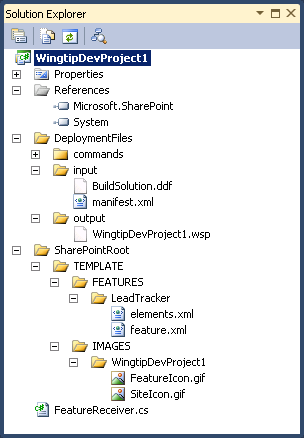 Solution Explorer
WingtipDevProject1
Properties
References
Microsoft.SharePoint
System
DeploymentFiles
commands
input
BuildSolution.ddf
manifest.xml
output
WingtipDevProject1.wsp
SharePointRoot
TEMPLATE
FEATURES
LeadTracker
elements.xml
feature.xml
IMAGES
WingtipDevProject1
FeatureIcon.gif
SiteIcon.gif
FeatureReceiver.cs